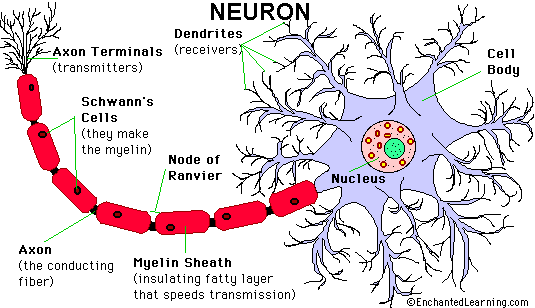 NEURON
Axon Terminals
(transmitters)
Dendrites
(receivers)
Cell
Body
Schwann's
Cells
(they make
the myelin)
Node of
Ranvier
Nucleus
Axon
(the conducting
fiber)
Myelin Sheath
(insulating fatty layer
that speeds transmission)
©EnchantedLearning.com